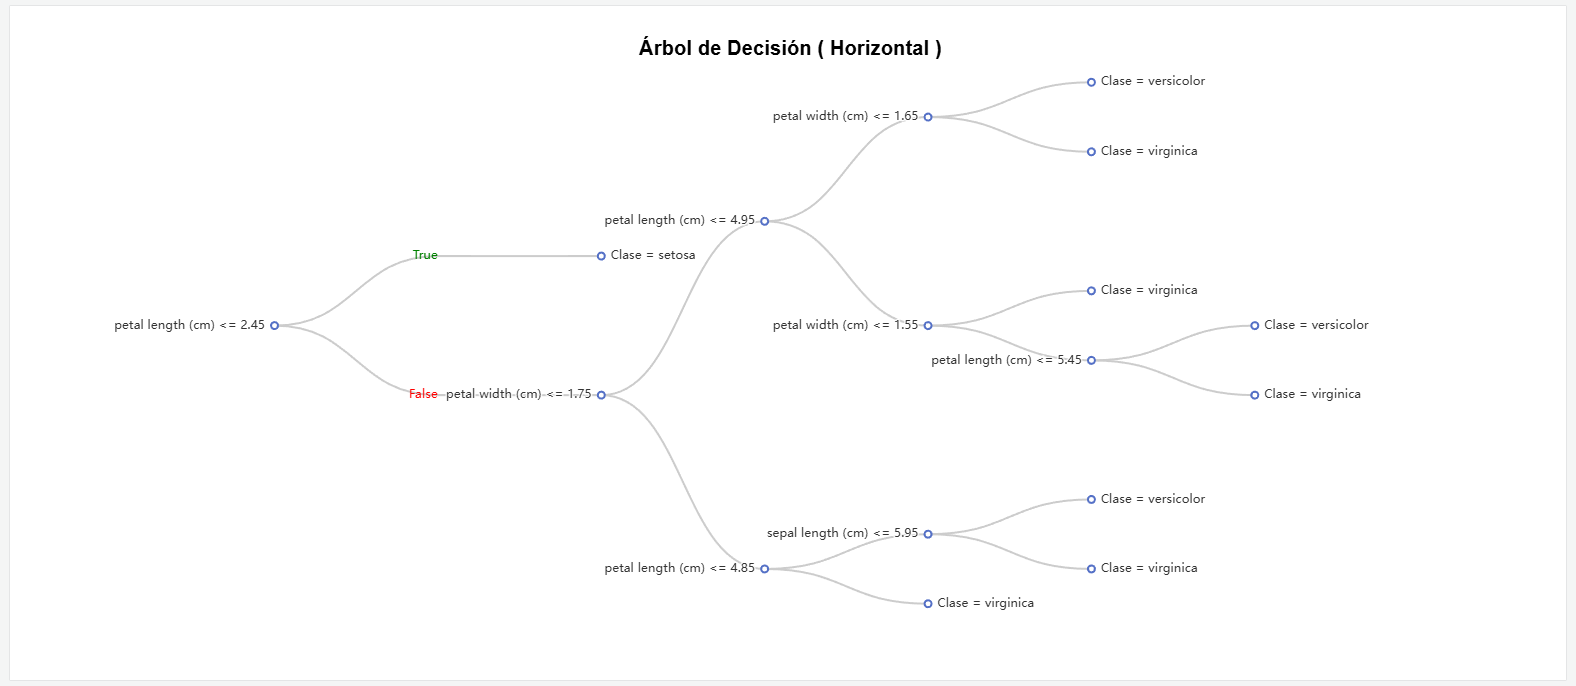 Árbol de Decisión ( Horizontal )
Clase = versicolor
petal width (cm) <= 1.65
Clase = virginica
petal length (cm) <= 4.95
True
Clase = setosa
Clase = virginica
petal length (cm) <= 2.45
petal width (cm) <= 1.55
Clase = versicolor
petal length (cm) <= 5.45
False
petal width (cm) <= 1.75
Clase = virginica
Clase = versicolor
sepal length (cm) <= 5.95
petal length (cm) <= 4.85
Clase = virginica
Clase = virginica